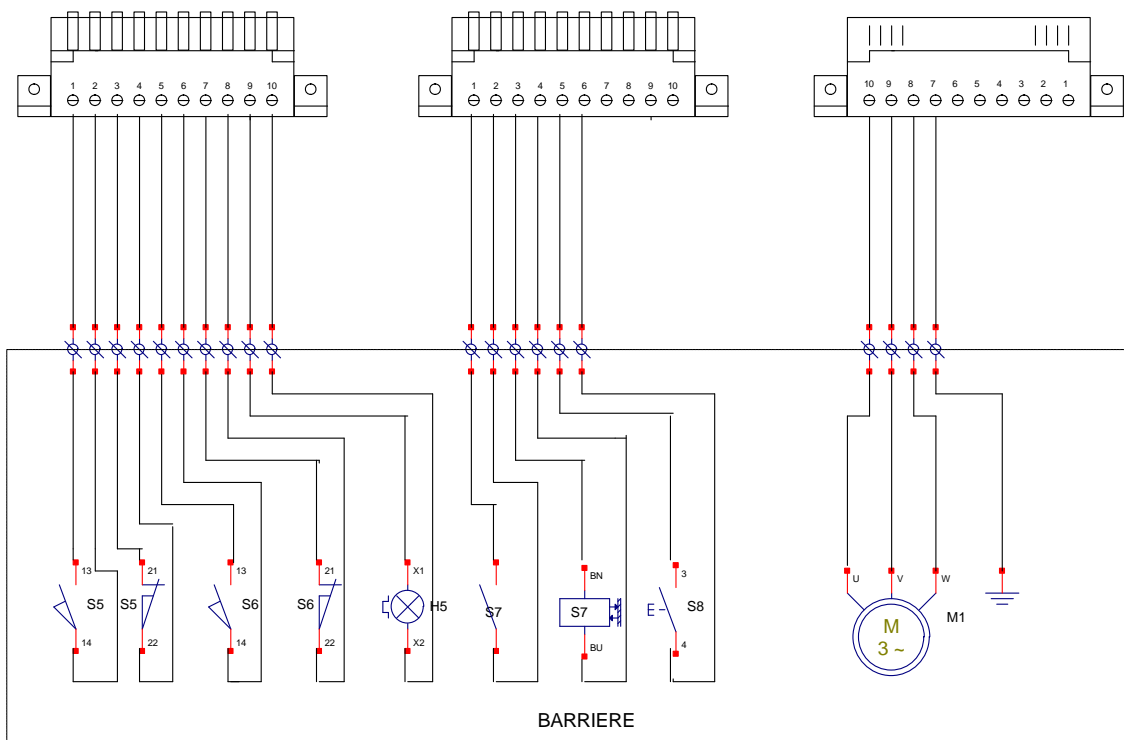 1 2 3 4 5 6 7 8 9 10
1 2 3 4 5 6 7 8 9 10
10 9 8 7 6 5 4 3 2 1
13 21 13 21 X1 BN 3 U V W
S5 S5 S6 S6 H5 S7 S7 E S8 M 3 ~ M1
14 22 14 22 X2 BU 4
BARRIERE